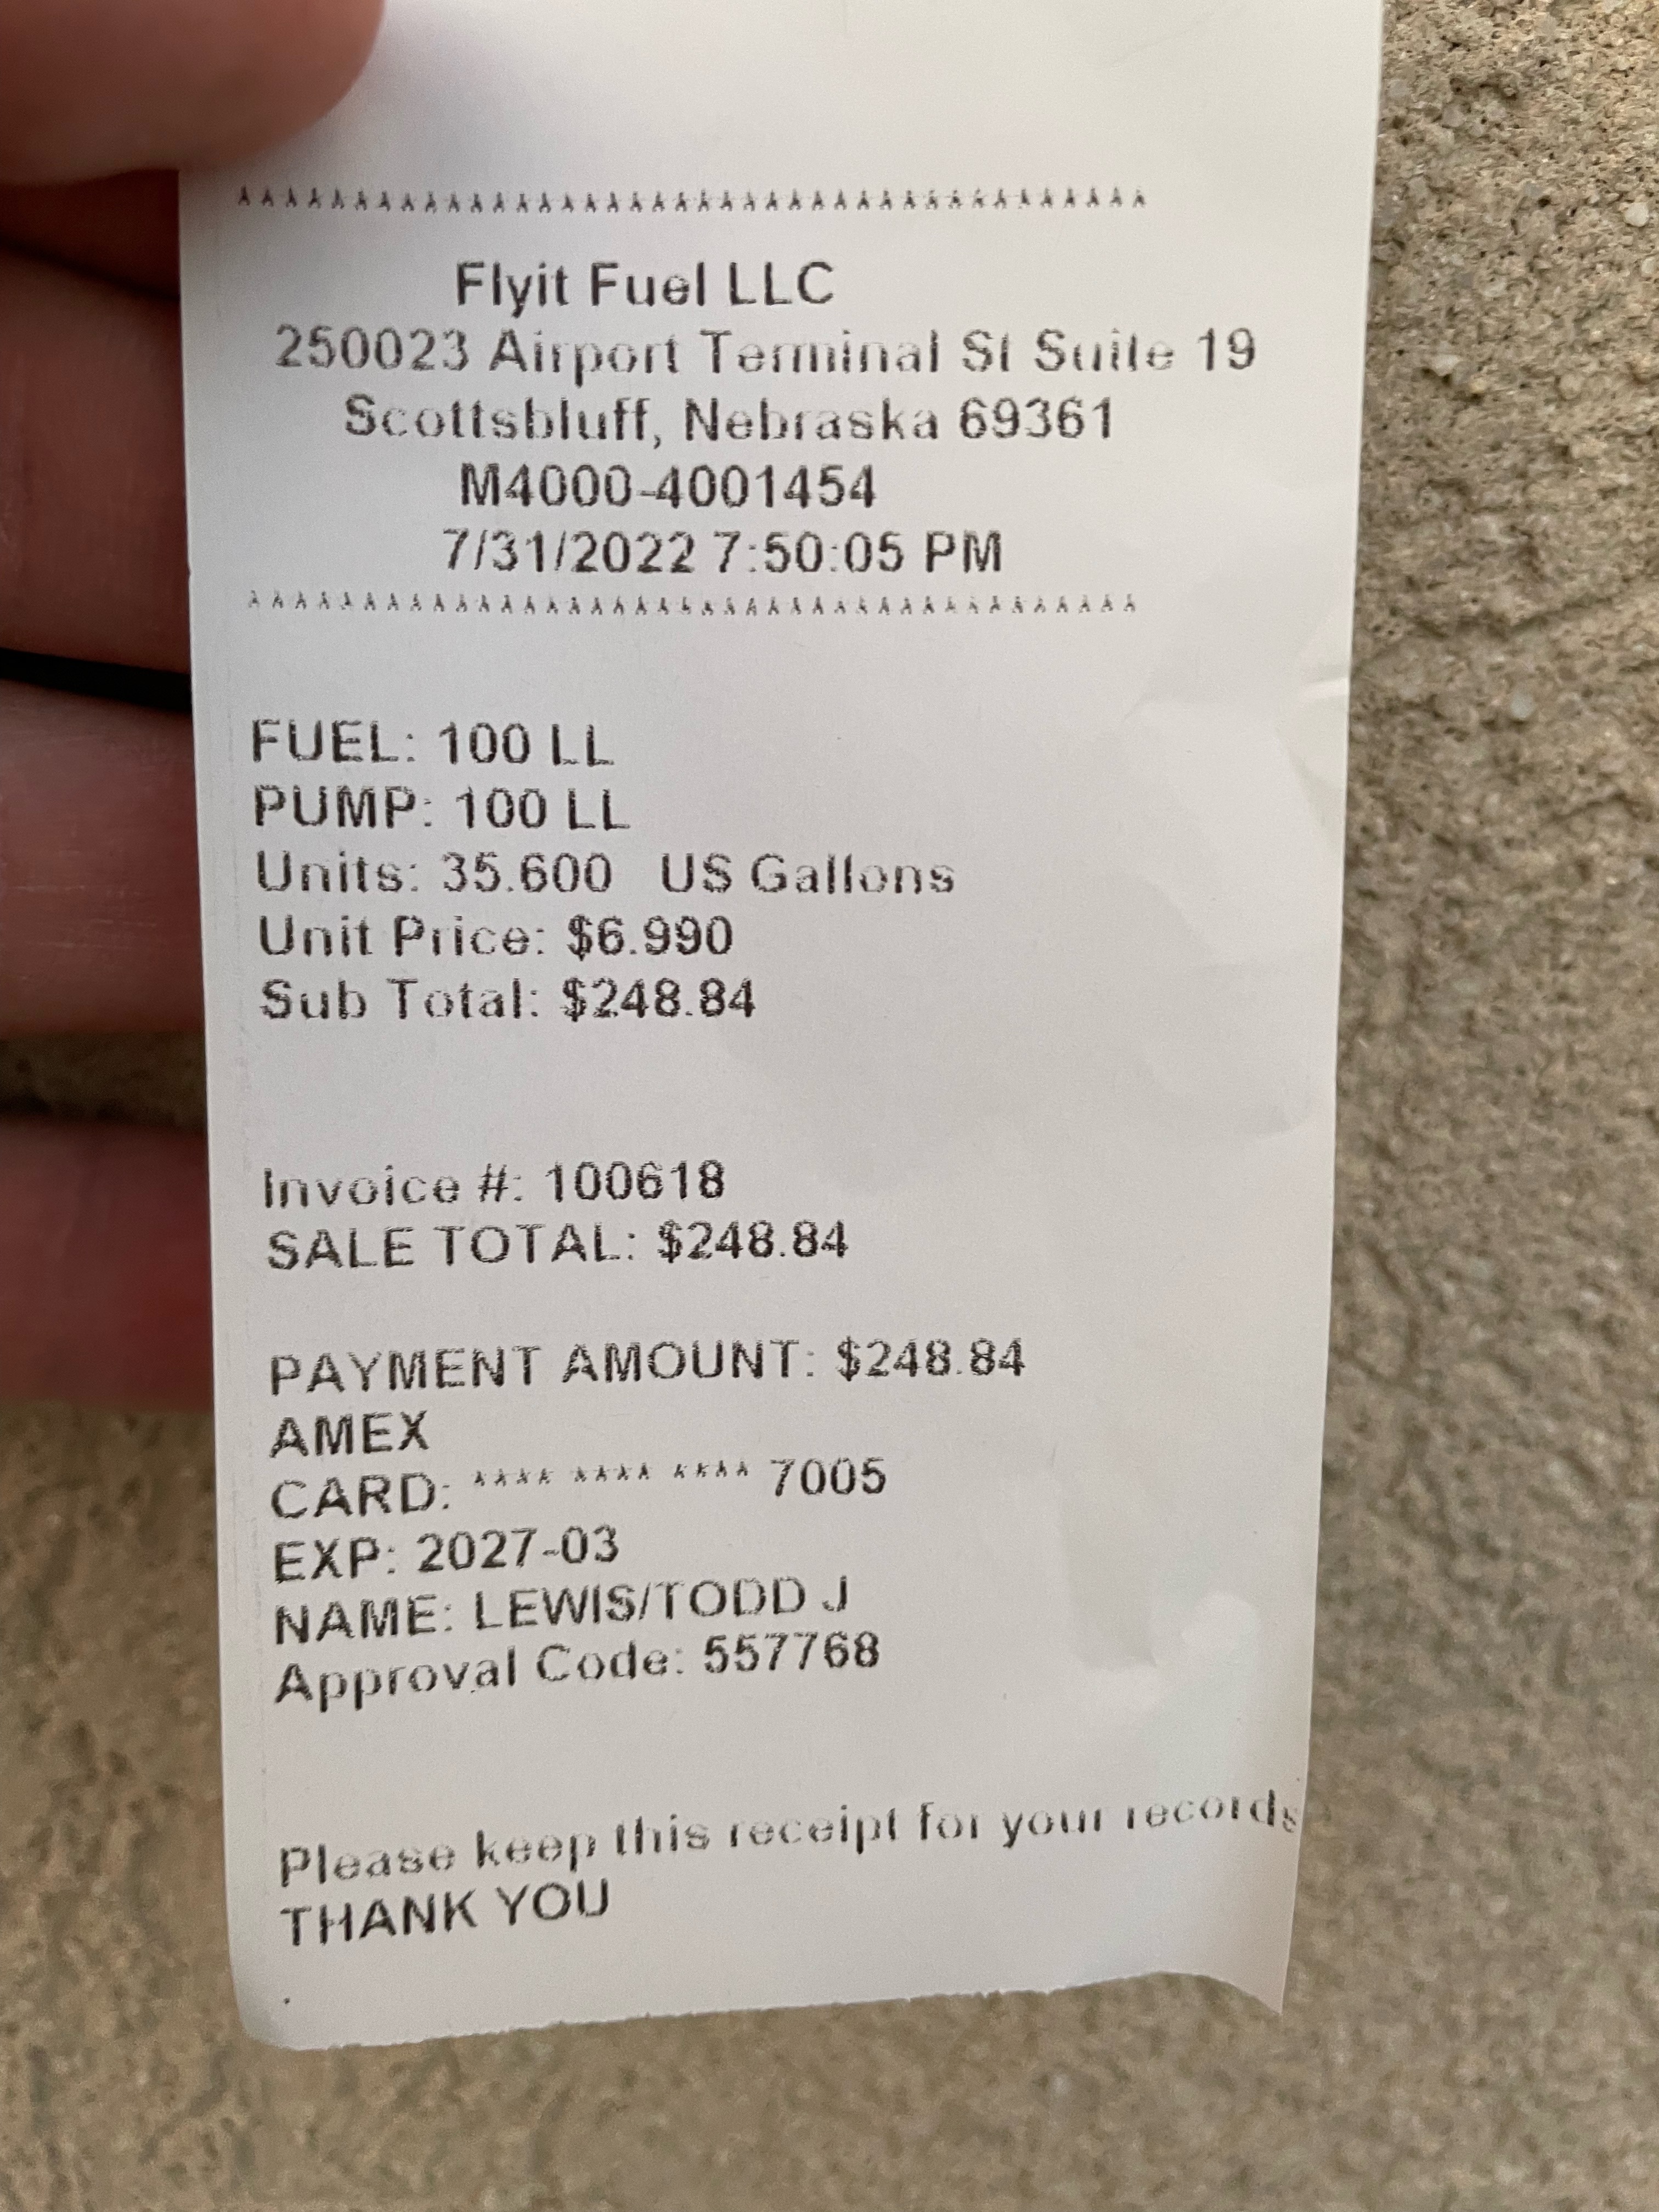 ****************************************
Flyit Fuel LLC
250023 Airport Terminal St Suite 19
Scottsbluff, Nebraska 69361
M4000-4001454
7/31/2022 7:50:05 PM
****************************************
FUEL: 100 LL
PUMP: 100 LL
Units: 35.600 US Gallons
Unit Price: $6.990
Sub Total: $248.84
Invoice #: 100618
SALE TOTAL: $248.84
PAYMENT AMOUNT: $248.84
AMEX
CARD: **** **** **** 7005
EXP: 2027-03
NAME: LEWIS/TODD J
Approval Code: 557768
Please keep this receipt for your records
THANK YOU